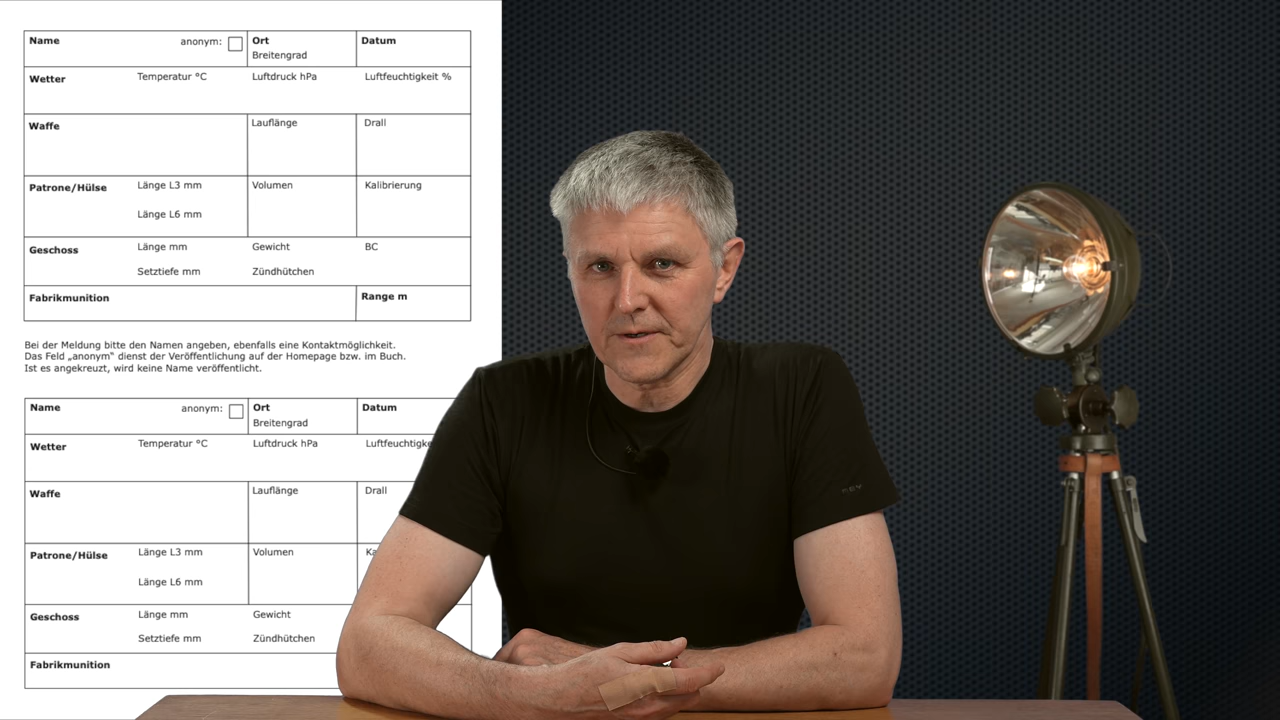 Name anonym: Ort Datum
Breitengrad
Wetter Temperatur °C Luftdruck hPa Luftfeuchtigkeit %
Waffe Lauflänge Drall
Patrone/Hülse Länge L3 mm Volumen Kalibrierung
Länge L6 mm
Geschoss Länge mm Gewicht BC
Setztiefe mm Zündhütchen
Fabrikmunition Range m
Bei der Meldung bitte den Namen angeben, ebenfalls eine Kontaktmöglichkeit.
Das Feld „anonym“ dienst der Veröffentlichung auf der Homepage bzw. im Buch.
Ist es angekreuzt, wird keine Name veröffentlicht.
Name anonym: Ort Datum
Breitengrad
Wetter Temperatur °C Luftdruck hPa Luftfeuchtigke
Waffe Lauflänge Drall
Patrone/Hülse Länge L3 mm Volumen Ka
Länge L6 mm
Geschoss Länge mm Gewicht
Setztiefe mm Zündhütchen
Fabrikmunition